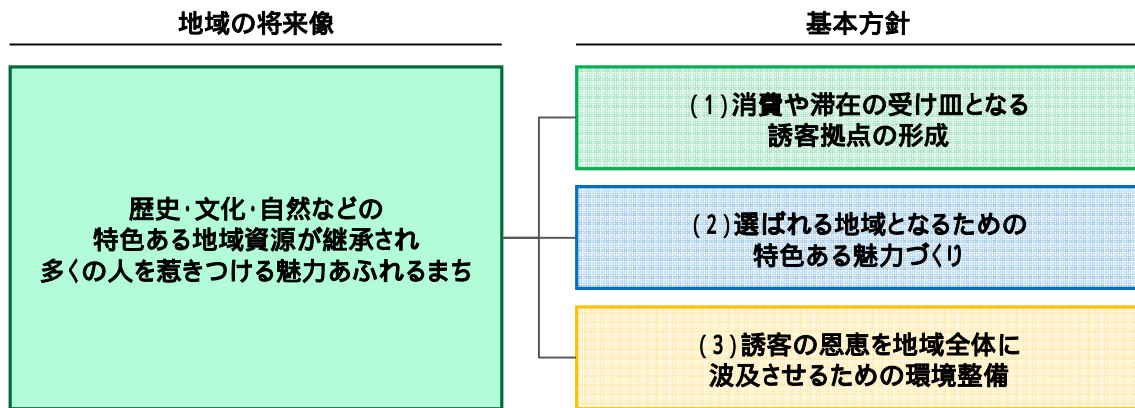 地域の将来像
歴史・文化・自然などの
特色ある地域資源が継承され
多くの人を惹きつける魅力あふれるまち
基本方針
(1)消費や滞在の受け皿となる
誘客拠点の形成
(2)選ばれる地域となるための
特色ある魅力づくり
(3)誘客の恩恵を地域全体に
波及させるための環境整備